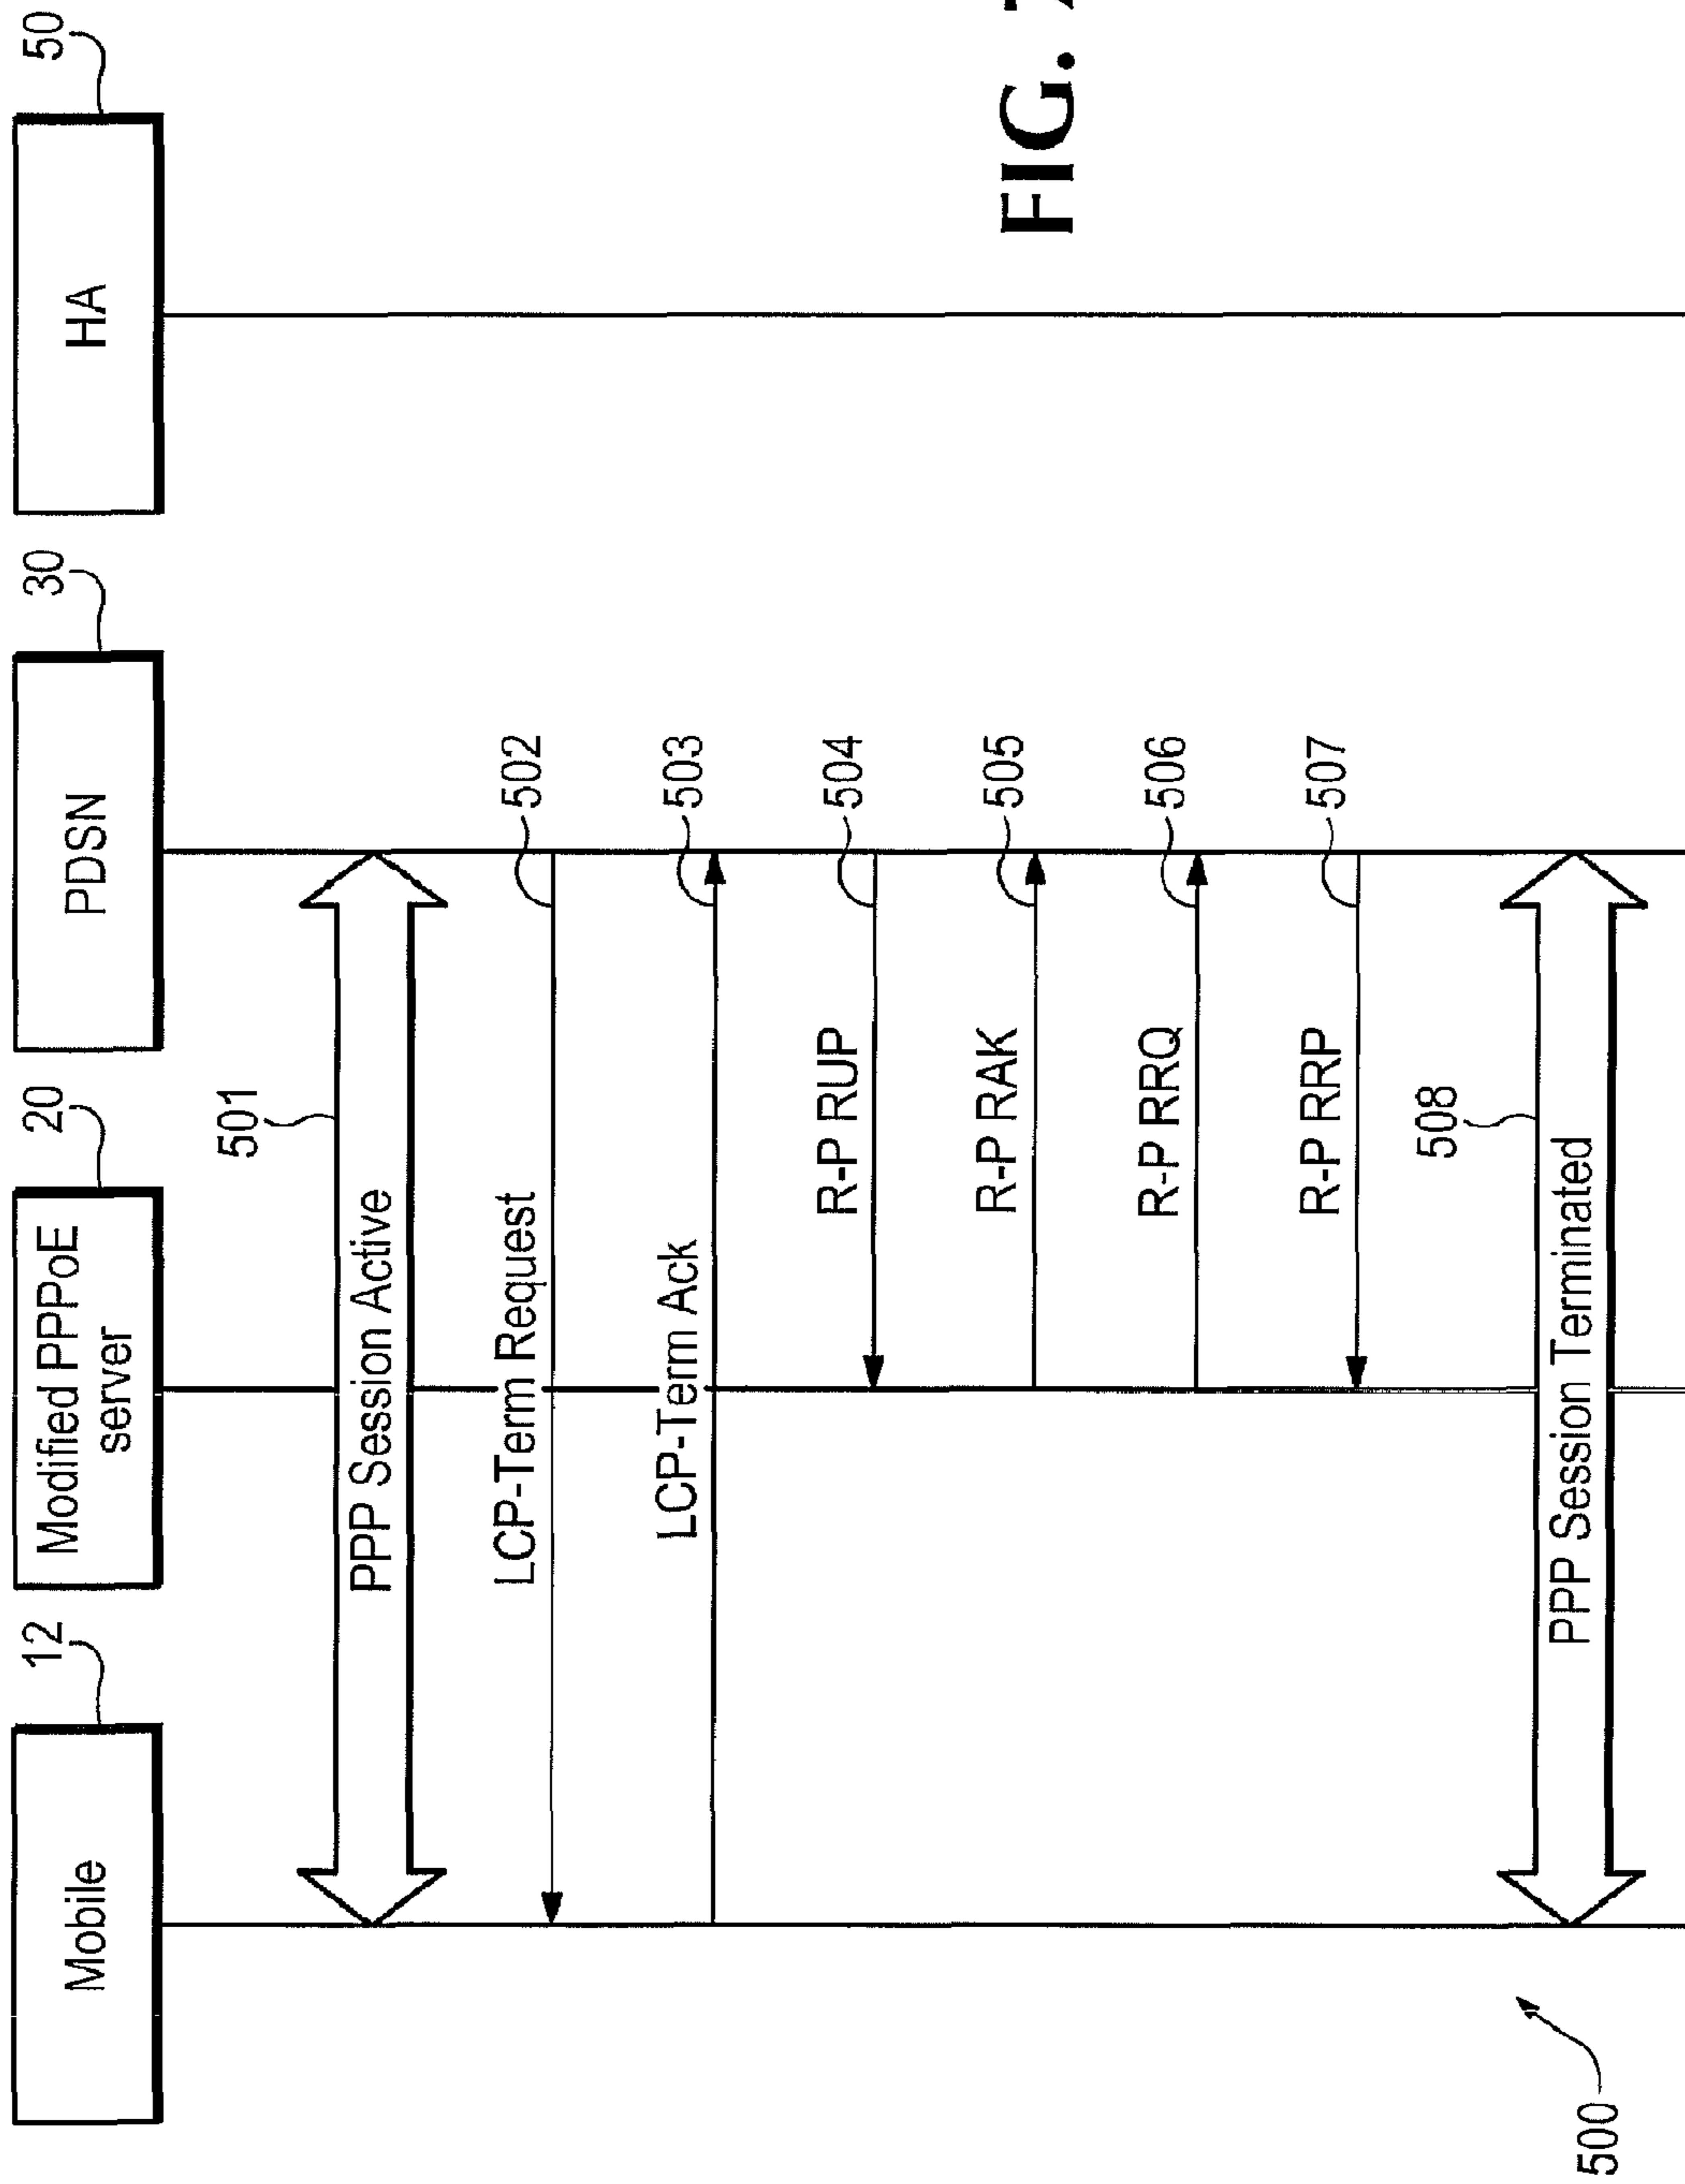 Mobile
12
Modified PPPoE
server
20
PDSN
30
HA
50
501
PPP Session Active
LCP-Term Request
502
LCP-Term Ack
503
R-P RUP
504
R-P RAK
505
R-P RRQ
506
R-P RRP
507
508
PPP Session Terminated
500
FIG.